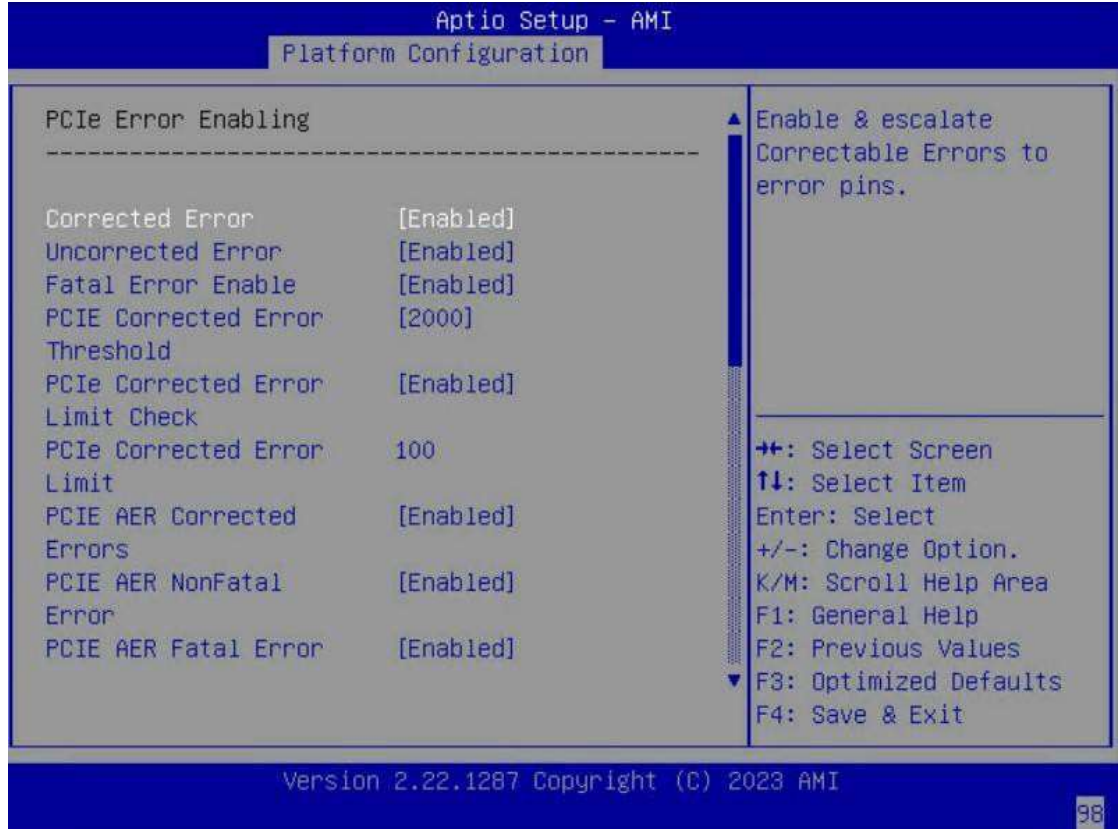 Aptio Setup – AMI
Platform Configuration
PCIe Error Enabling
------------------------------------------------
Corrected Error [Enabled]
Uncorrected Error [Enabled]
Fatal Error Enable [Enabled]
PCIE Corrected Error [2000]
Threshold
PCIe Corrected Error [Enabled]
Limit Check
PCIe Corrected Error 100
Limit
PCIE AER Corrected [Enabled]
Errors
PCIE AER NonFatal [Enabled]
Error
PCIE AER Fatal Error [Enabled]
Enable & escalate
Correctable Errors to
error pins.
→←: Select Screen
↑↓: Select Item
Enter: Select
+/-: Change Option.
K/M: Scroll Help Area
F1: General Help
F2: Previous Values
F3: Optimized Defaults
F4: Save & Exit
Version 2.22.1287 Copyright (C) 2023 AMI
98